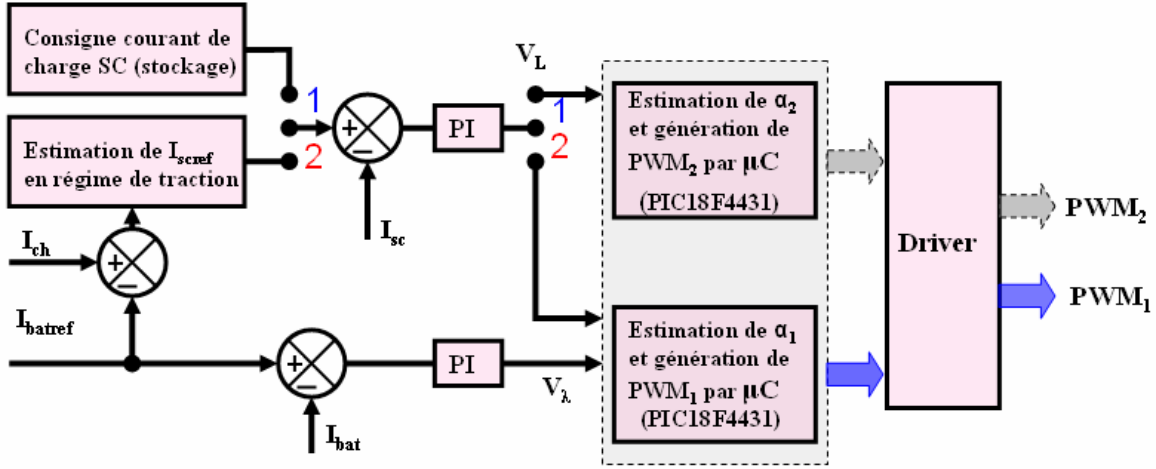 Consigne courant de
charge SC (stockage)
1
2
Estimation de Iscref
en régime de traction
+
−
Isc
PI
VL
1
2
Estimation de α2
et génération de
PWM2 par μC
(PIC18F4431)
Driver
PWM2
PWM1
Ich
+
−
Ibatref
+
−
Ibat
PI
Vλ
Estimation de α1
et génération de
PWM1 par μC
(PIC18F4431)